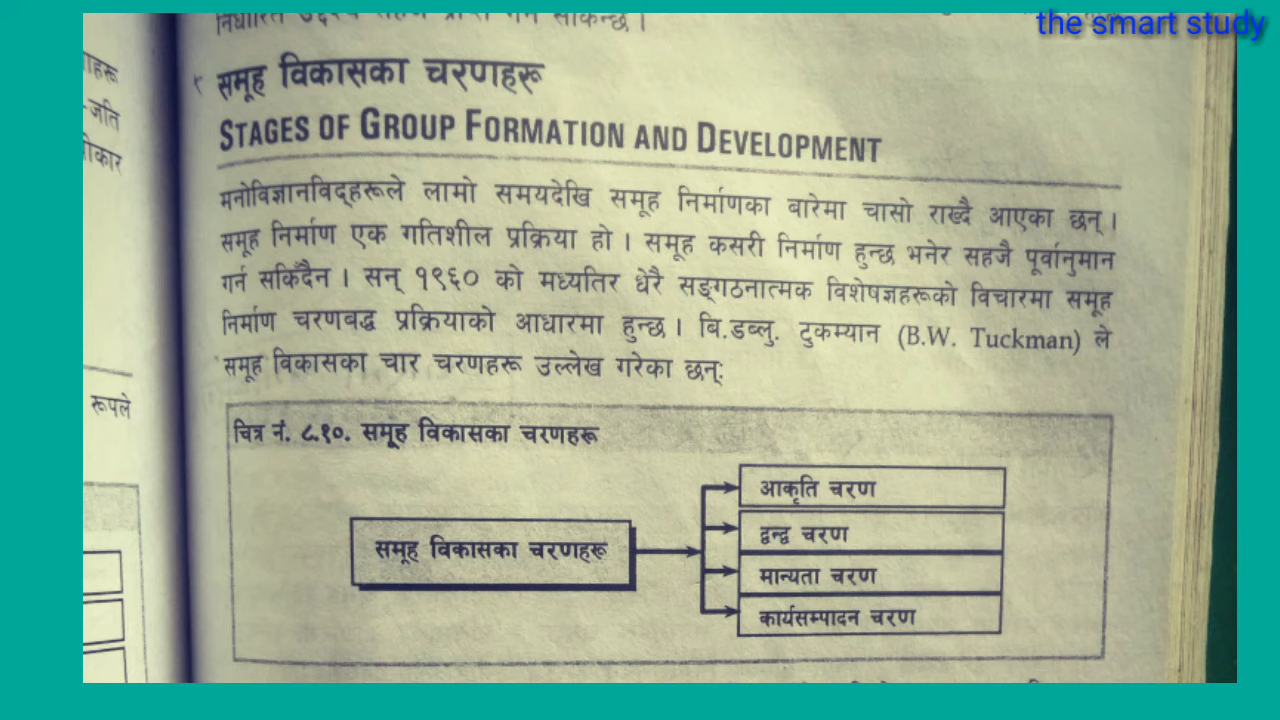 the smart study
समूह विकासका चरणहरू
STAGES OF GROUP FORMATION AND DEVELOPMENT
मनोविज्ञानविद्हरूले लामो समयदेखि समूह निर्माणका बारेमा चासो राख्दै आएका छन् ।
समूह निर्माण एक गतिशील प्रक्रिया हो । समूह कसरी निर्माण हुन्छ भनेर सहजै पूर्वानुमान
गर्न सकिँदैन । सन् १९६० को मध्यतिर धेरै सङ्गठनात्मक विशेषज्ञहरूको विचारमा समूह
निर्माण चरणबद्ध प्रक्रियाको आधारमा हुन्छ । बि.डब्लु. टुकम्यान (B.W. Tuckman) ले
समूह विकासका चार चरणहरू उल्लेख गरेका छन्:
चित्र नं. ८.१०. समूह विकासका चरणहरू
समूह विकासका चरणहरू
आकृति चरण
द्वन्द्व चरण
मान्यता चरण
कार्यसम्पादन चरण
रूपले